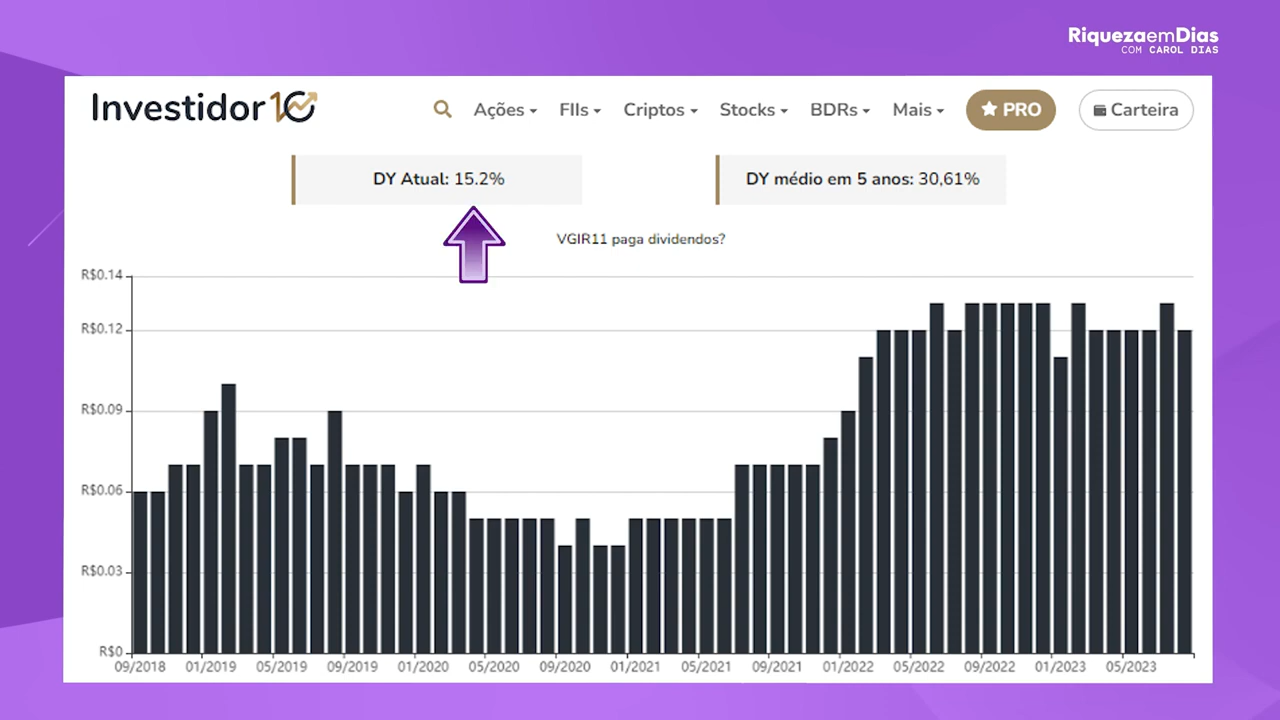 RiquezaemDias
COM CAROL DIAS
Investidor10
Ações
FIIs
Criptos
Stocks
BDRs
Mais
PRO
Carteira
DY Atual: 15.2%
DY médio em 5 anos: 30,61%
VGIR11 paga dividendos?
R$0.14
R$0.12
R$0.09
R$0.06
R$0.03
R$0
09/2018 01/2019 05/2019 09/2019 01/2020 05/2020 09/2020 01/2021 05/2021 09/2021 01/2022 05/2022 09/2022 01/2023 05/2023